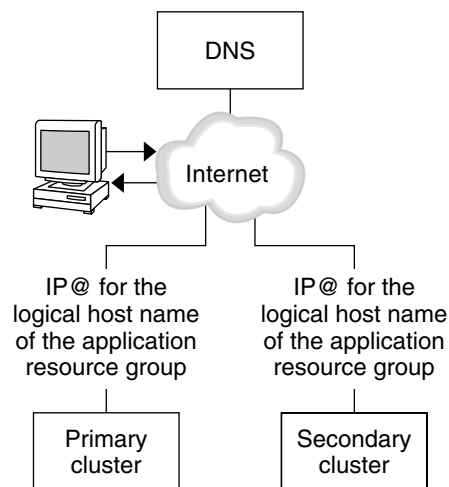 DNS
Internet
IP@ for the
logical host name
of the application
resource group
IP@ for the
logical host name
of the application
resource group
Primary
cluster
Secondary
cluster